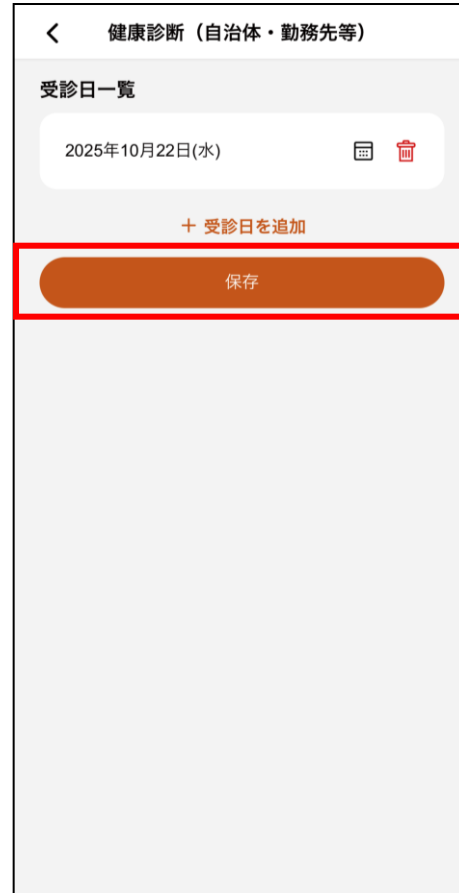 健康診断（自治体・勤務先等）
受診日一覧
2025年10月22日(水)
＋ 受診日を追加
保存